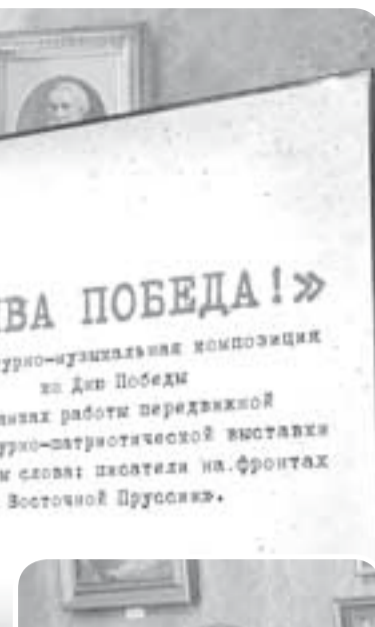 ВА ПОБЕДА!»
урно-музыкальная композиция
ко Дню Победы
амках работы передвижной
урно-патриотической выставки
ы слова: писатели на фронтах
Восточной Пруссии».